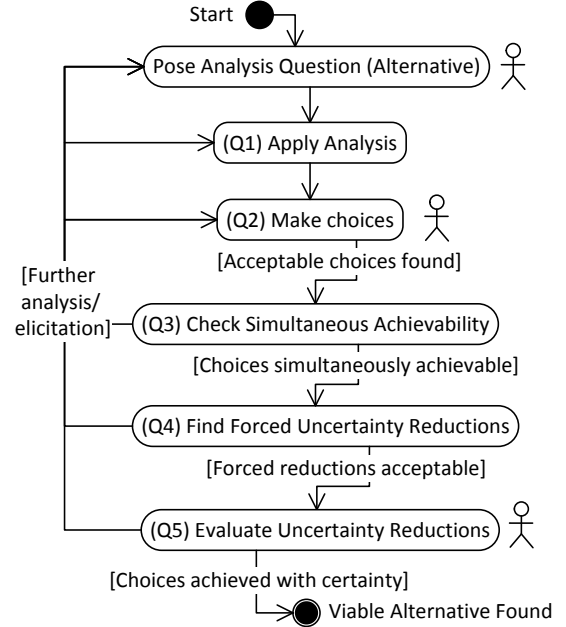 Start
Pose Analysis Question (Alternative)
(Q1) Apply Analysis
(Q2) Make choices
[Acceptable choices found]
[Further
analysis/
elicitation]
(Q3) Check Simultaneous Achievability
[Choices simultaneously achievable]
(Q4) Find Forced Uncertainty Reductions
[Forced reductions acceptable]
(Q5) Evaluate Uncertainty Reductions
[Choices achieved with certainty]
Viable Alternative Found